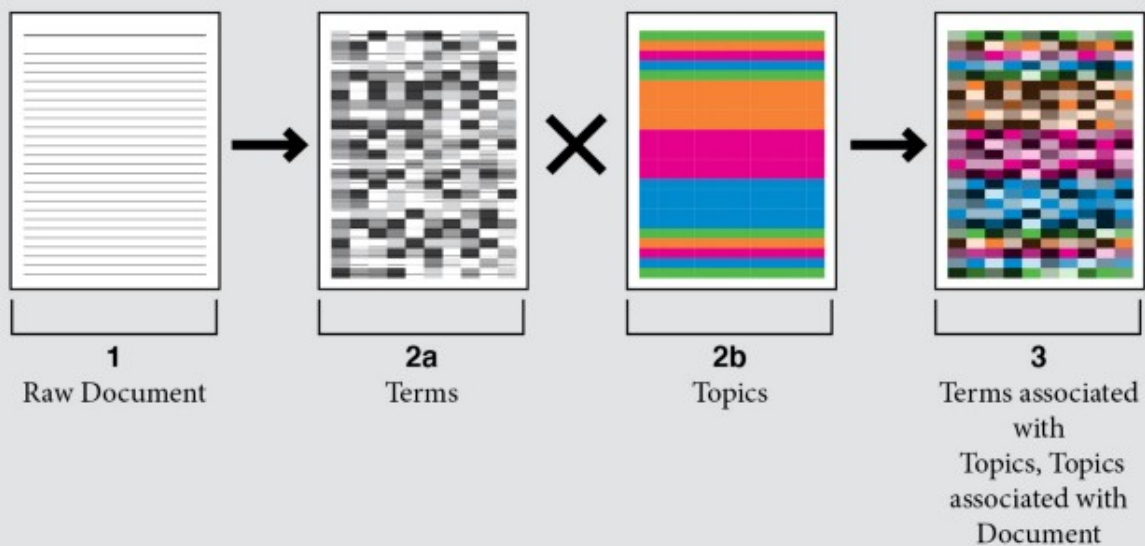 1
Raw Document
2a
Terms
2b
Topics
3
Terms associated
with
Topics, Topics
associated with
Document